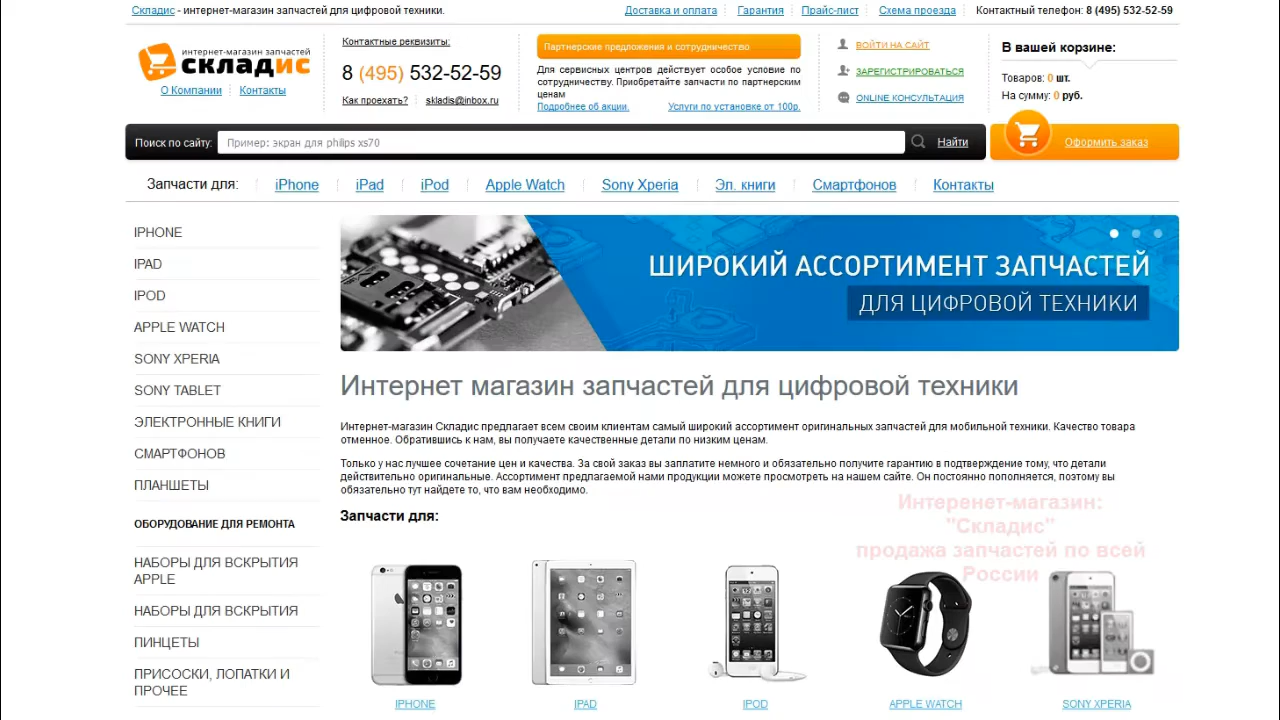 Складис - интернет-магазин запчастей для цифровой техники.
Доставка и оплата
Гарантия
Прайс-лист
Схема проезда
Контактный телефон: 8 (495) 532-52-59
интернет-магазин запчастей
складис
О Компании
Контакты
Контактные реквизиты:
8 (495) 532-52-59
Как проехать?
skladis@inbox.ru
Партнерские предложения и сотрудничество
Для сервисных центров действует особое условие по
сотрудничеству. Приобретайте запчасти по партнерским
ценам
Подробнее об акции.
Услуги по установке от 100р.
ВОЙТИ НА САЙТ
ЗАРЕГИСТРИРОВАТЬСЯ
ONLINE КОНСУЛЬТАЦИЯ
В вашей корзине:
Товаров: 0 шт.
На сумму: 0 руб.
Поиск по сайту:
Пример: экран для philips xs70
Найти
Оформить заказ
Запчасти для:
iPhone
iPad
iPod
Apple Watch
Sony Xperia
Эл. книги
Смартфонов
Контакты
IPHONE
IPAD
IPOD
APPLE WATCH
SONY XPERIA
SONY TABLET
ЭЛЕКТРОННЫЕ КНИГИ
СМАРТФОНОВ
ПЛАНШЕТЫ
ОБОРУДОВАНИЕ ДЛЯ РЕМОНТА
НАБОРЫ ДЛЯ ВСКРЫТИЯ
APPLE
НАБОРЫ ДЛЯ ВСКРЫТИЯ
ПИНЦЕТЫ
ПРИСОСКИ, ЛОПАТКИ И
ПРОЧЕЕ
ШИРОКИЙ АССОРТИМЕНТ ЗАПЧАСТЕЙ
ДЛЯ ЦИФРОВОЙ ТЕХНИКИ
Интернет магазин запчастей для цифровой техники
Интернет-магазин Складис предлагает всем своим клиентам самый широкий ассортимент оригинальных запчастей для мобильной техники. Качество товара
отменное. Обратившись к нам, вы получаете качественные детали по низким ценам.
Только у нас лучшее сочетание цен и качества. За свой заказ вы заплатите немного и обязательно получите гарантию в подтверждение тому, что детали
действительно оригинальные. Ассортимент предлагаемой нами продукции можете просмотреть на нашем сайте. Он постоянно пополняется, поэтому вы
обязательно тут найдете то, что вам необходимо.
Запчасти для:
Интеренет-магазин:
"Складис"
продажа запчастей по всей
России
IPHONE
IPAD
IPOD
APPLE WATCH
SONY XPERIA